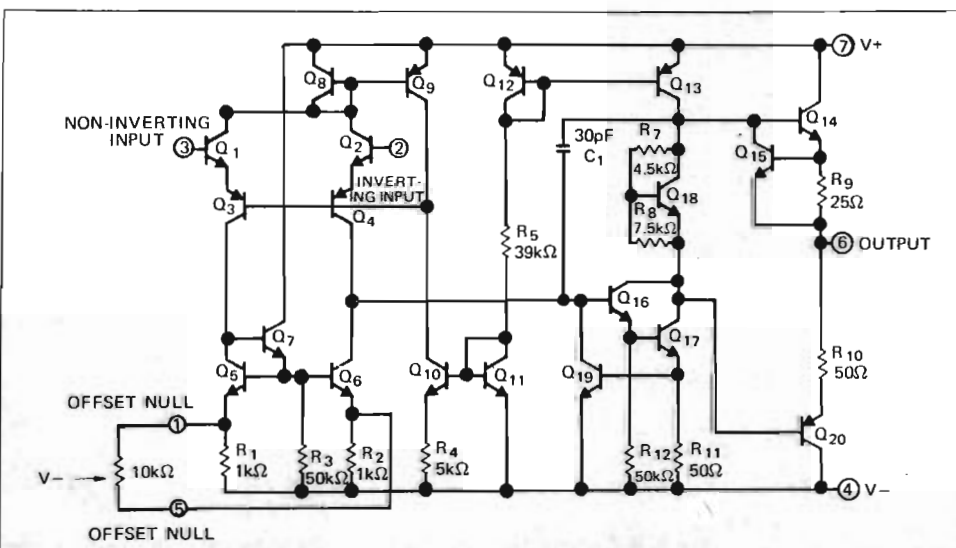 7 V+
Q8
Q9
Q12
Q13
Q14
NON-INVERTING
INPUT
3
Q1
Q2
2
30pF
C1
R7
4.5kΩ
Q15
Q18
R9
25Ω
INVERT-
ING INPUT
Q3
Q4
R8
7.5kΩ
R5
39kΩ
6 OUTPUT
Q16
Q7
Q17
Q5
Q6
Q10
Q11
Q19
R10
50Ω
OFFSET NULL
1
Q20
V-
10kΩ
R1
1kΩ
R3
50kΩ
R2
1kΩ
R4
5kΩ
R12
50kΩ
R11
50Ω
5
4 V-
OFFSET NULL